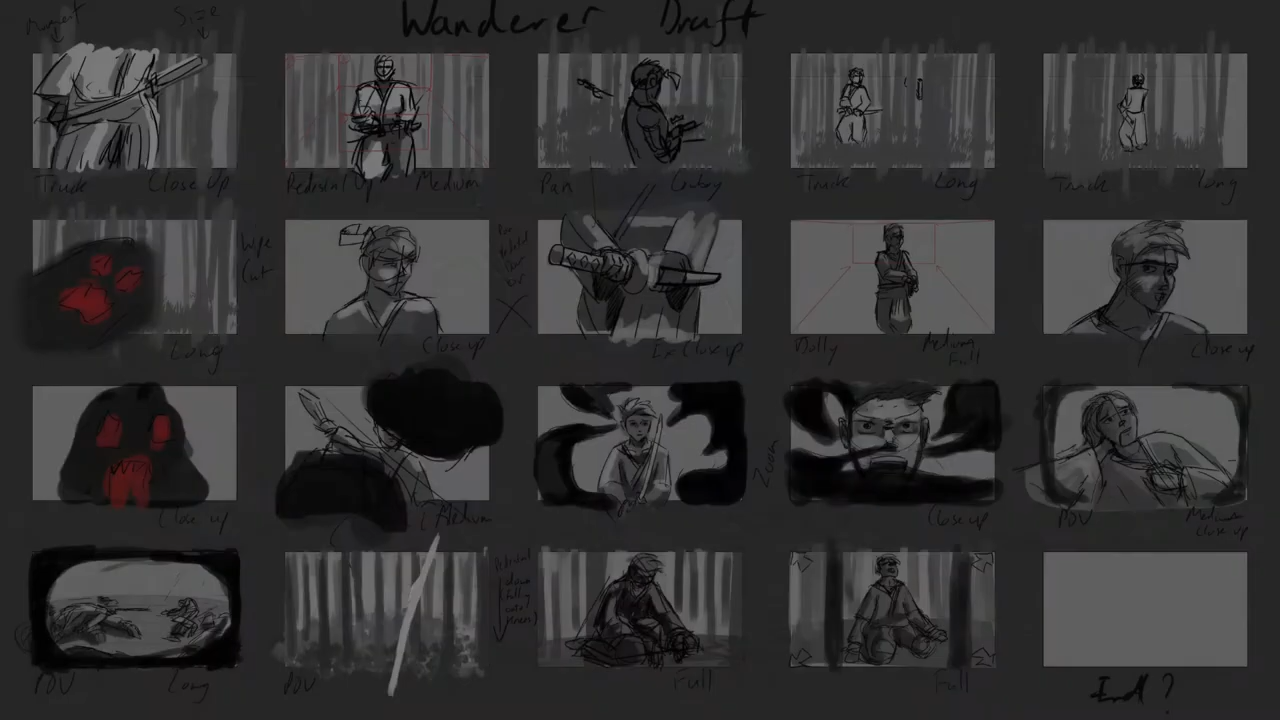 Wanderer Draft
Size
Truck Close Up
Pedestal Up Medium
Pan Cowboy
Truck Long
Truck Long
Wipe
Cut
Long
Close up
Ex Close up
Dolly Medium
Full
Close up
Close up
Medium
Zoom
Close up
POV Medium
Close up
POV Long
POV
Pedestal
down
Full
Full
End?